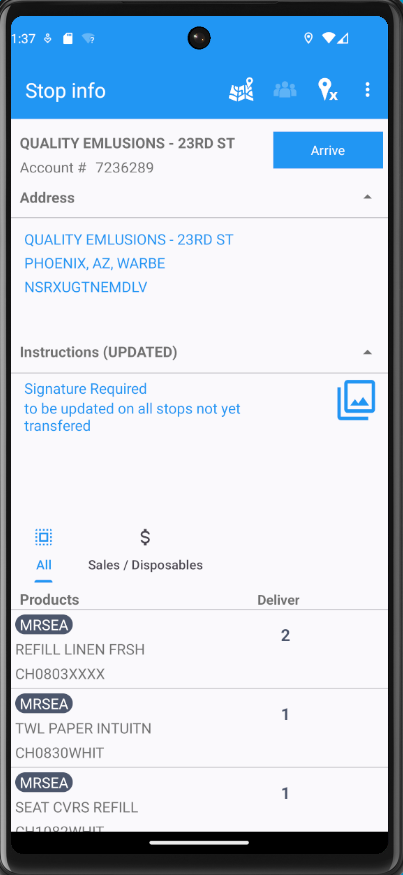 1:37
Stop info
QUALITY EMLUSIONS - 23RD ST
Arrive
Account # 7236289
Address
QUALITY EMLUSIONS - 23RD ST
PHOENIX, AZ, WARBE
NSRXUGTNEMDLV
Instructions (UPDATED)
Signature Required
to be updated on all stops not yet
transfered
$
All
Sales / Disposables
Products
Deliver
MRSEA
2
REFILL LINEN FRSH
CH0803XXXX
MRSEA
1
TWL PAPER INTUITN
CH0830WHIT
MRSEA
1
SEAT CVRS REFILL
CH1082WHIT